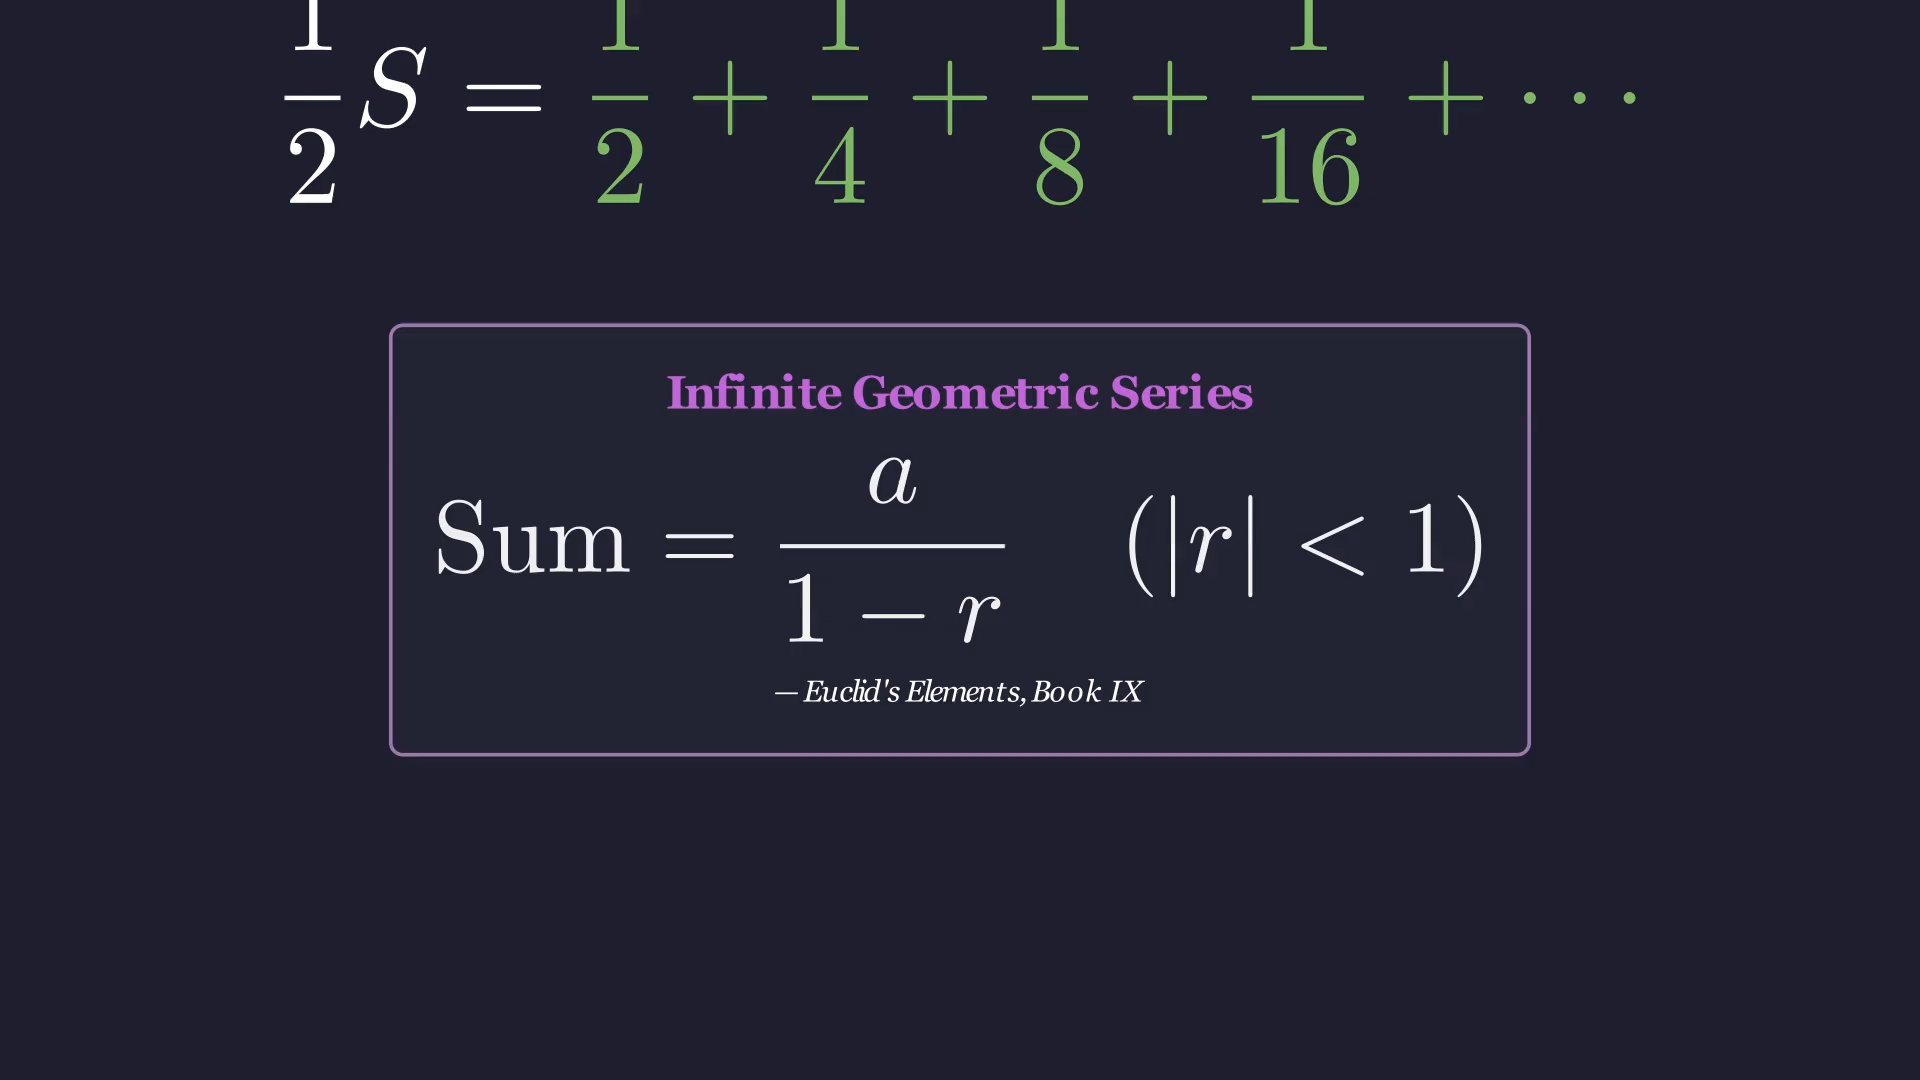 1/2 S = 1/2 + 1/4 + 1/8 + 1/16 + ···
Infinite Geometric Series
Sum = a/(1 − r) (|r| < 1)
— Euclid's Elements, Book IX